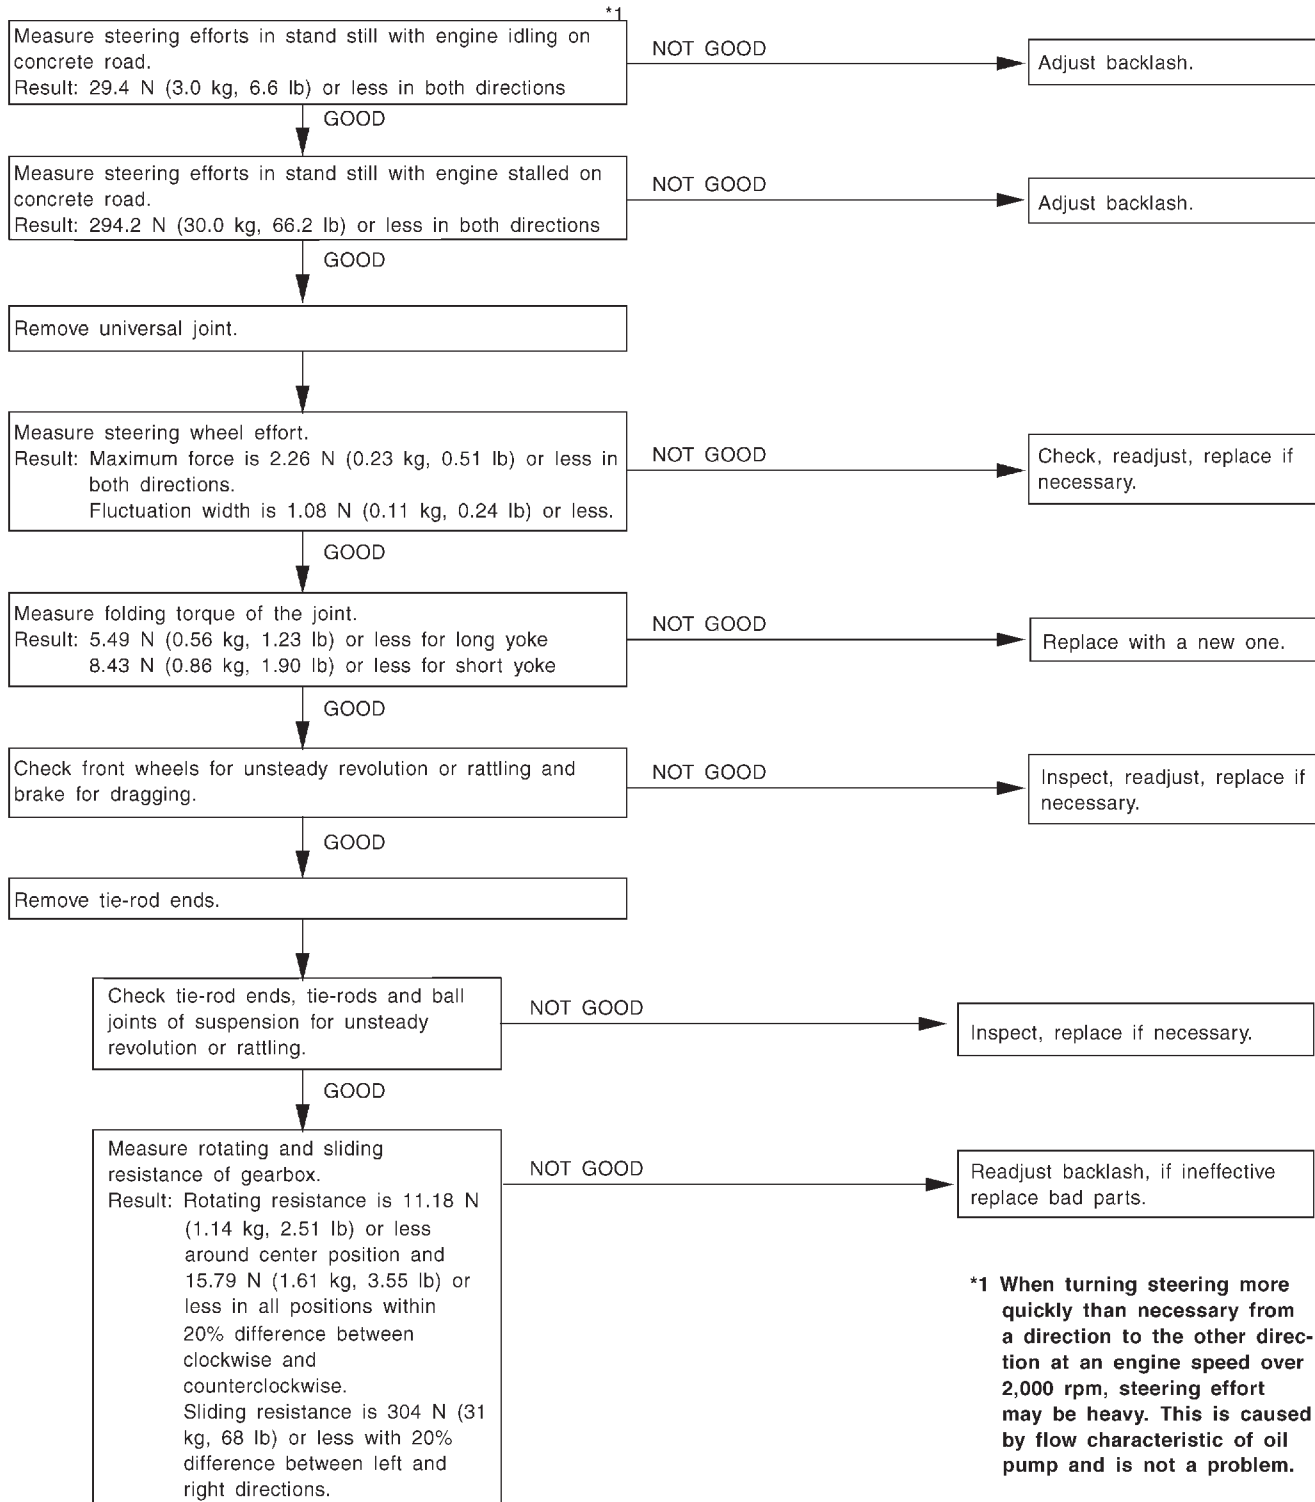 *1
Measure steering efforts in stand still with engine idling on
concrete road.
Result: 29.4 N (3.0 kg, 6.6 lb) or less in both directions
NOT GOOD
Adjust backlash.
GOOD
Measure steering efforts in stand still with engine stalled on
concrete road.
Result: 294.2 N (30.0 kg, 66.2 lb) or less in both directions
NOT GOOD
Adjust backlash.
GOOD
Remove universal joint.
Measure steering wheel effort.
Result: Maximum force is 2.26 N (0.23 kg, 0.51 lb) or less in
both directions.
Fluctuation width is 1.08 N (0.11 kg, 0.24 lb) or less.
NOT GOOD
Check, readjust, replace if
necessary.
GOOD
Measure folding torque of the joint.
Result: 5.49 N (0.56 kg, 1.23 lb) or less for long yoke
8.43 N (0.86 kg, 1.90 lb) or less for short yoke
NOT GOOD
Replace with a new one.
GOOD
Check front wheels for unsteady revolution or rattling and
brake for dragging.
NOT GOOD
Inspect, readjust, replace if
necessary.
GOOD
Remove tie-rod ends.
Check tie-rod ends, tie-rods and ball
joints of suspension for unsteady
revolution or rattling.
NOT GOOD
Inspect, replace if necessary.
GOOD
Measure rotating and sliding
resistance of gearbox.
Result: Rotating resistance is 11.18 N
(1.14 kg, 2.51 lb) or less
around center position and
15.79 N (1.61 kg, 3.55 lb) or
less in all positions within
20% difference between
clockwise and
counterclockwise.
Sliding resistance is 304 N (31
kg, 68 lb) or less with 20%
difference between left and
right directions.
NOT GOOD
Readjust backlash, if ineffective
replace bad parts.
*1 When turning steering more
quickly than necessary from
a direction to the other direc-
tion at an engine speed over
2,000 rpm, steering effort
may be heavy. This is caused
by flow characteristic of oil
pump and is not a problem.